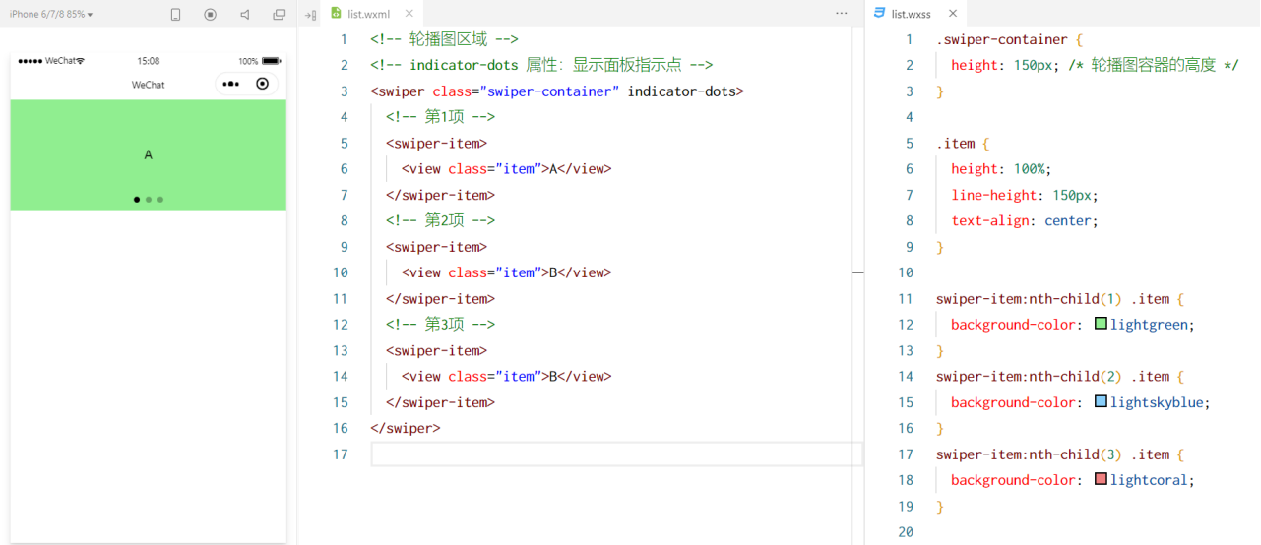 iPhone 6/7/8 85%
WeChat
15:08
100%
WeChat
A
list.wxml
1 <!-- 轮播图区域 -->
2 <!-- indicator-dots 属性：显示面板指示点 -->
3 <swiper class="swiper-container" indicator-dots>
4 <!-- 第1项 -->
5 <swiper-item>
6 <view class="item">A</view>
7 </swiper-item>
8 <!-- 第2项 -->
9 <swiper-item>
10 <view class="item">B</view>
11 </swiper-item>
12 <!-- 第3项 -->
13 <swiper-item>
14 <view class="item">B</view>
15 </swiper-item>
16 </swiper>
17
list.wxss
1 .swiper-container {
2 height: 150px; /* 轮播图容器的高度 */
3 }
4
5 .item {
6 height: 100%;
7 line-height: 150px;
8 text-align: center;
9 }
10
11 swiper-item:nth-child(1) .item {
12 background-color: lightgreen;
13 }
14 swiper-item:nth-child(2) .item {
15 background-color: lightskyblue;
16 }
17 swiper-item:nth-child(3) .item {
18 background-color: lightcoral;
19 }
20